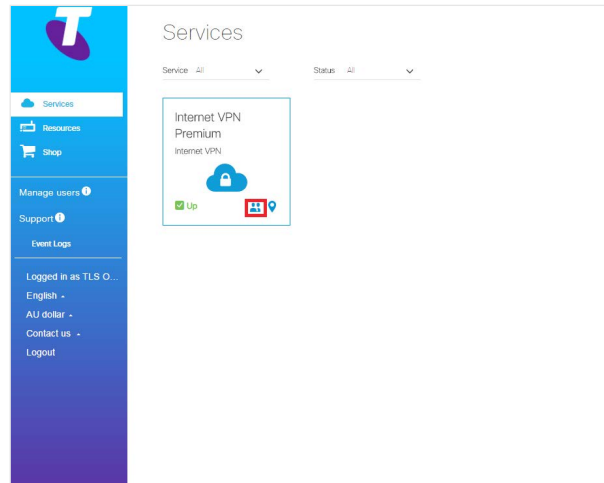 Services
Service All
Status All
Services
Resources
Shop
Manage users
Support
Event Logs
Logged in as TLS O...
English
AU dollar
Contact us
Logout
Internet VPN
Premium
Internet VPN
Up